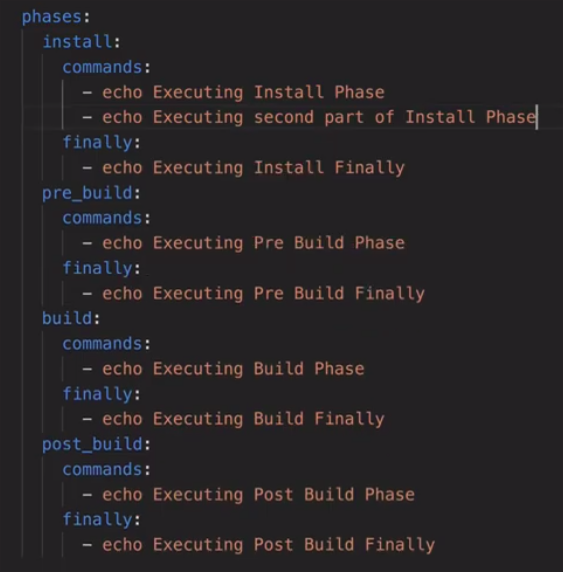 phases:
  install:
    commands:
      - echo Executing Install Phase
      - echo Executing second part of Install Phase
    finally:
      - echo Executing Install Finally
  pre_build:
    commands:
      - echo Executing Pre Build Phase
    finally:
      - echo Executing Pre Build Finally
  build:
    commands:
      - echo Executing Build Phase
    finally:
      - echo Executing Build Finally
  post_build:
    commands:
      - echo Executing Post Build Phase
    finally:
      - echo Executing Post Build Finally